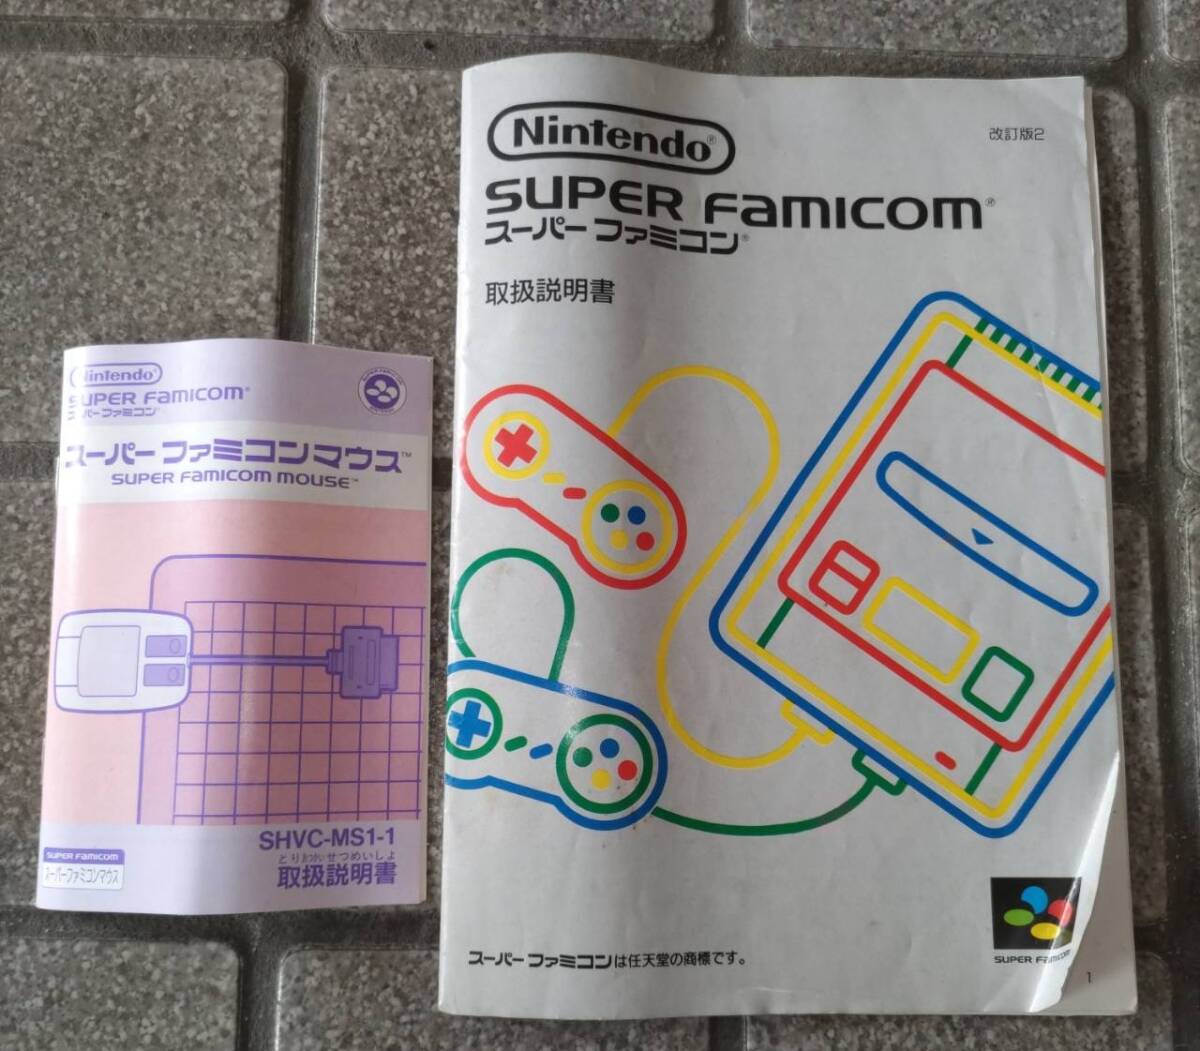 Nintendo®
SUPER FAMICOM®
スーパーファミコン
SUPER FAMICOM
スーパーファミコンマウス™
SUPER FAMICOM MOUSE™
SHVC-MS1-1
とりあつかいせつめいしょ
取扱説明書
SUPER FAMICOM
スーパーファミコンマウス
Nintendo®
改訂版2
SUPER FAMICOM®
スーパーファミコン®
取扱説明書
SUPER FAMICOM
スーパーファミコンは任天堂の商標です。
1